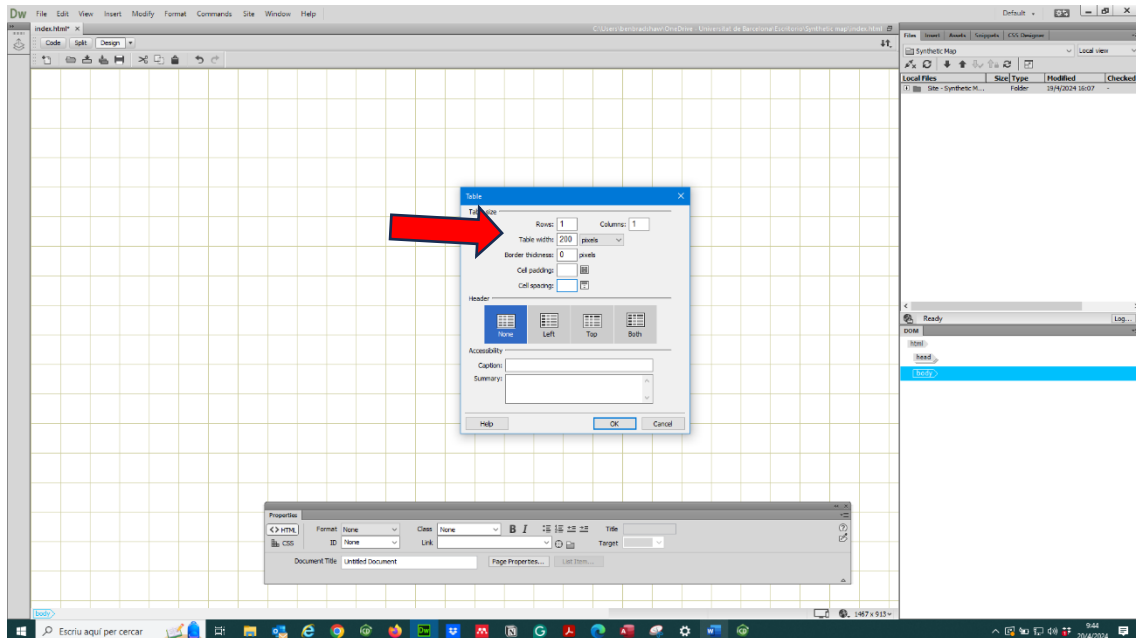 Dw File Edit View Insert Modify Format Commands Site Window Help Default
index.html* × C:\Users\benbradshaw\OneDrive - Universitat de Barcelona\Escritorio\Synthetic map\index.html
Code Split Design
Files Insert Assets Snippets CSS Designer
Synthetic Map Local view
Local Files Size Type Modified Checked
Site - Synthetic M... Folder 19/4/2024 16:07 -
Table
Table size
Rows: 1 Columns: 1
Table width: 200 pixels
Border thickness: 0 pixels
Cell padding:
Cell spacing:
Header
None Left Top Both
Accessibility
Caption:
Summary:
Help OK Cancel
Ready Log...
DOM
html
head
body
Properties
<> HTML Format None Class None B I Title
CSS ID None Link Target
Document Title Untitled Document Page Properties... List Item...
body 1467 x 915
Escriu aquí per cercar 9:44
20/4/2024